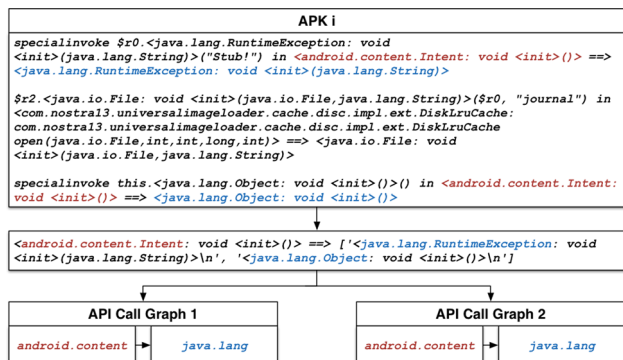 APK i
specialinvoke $r0.<java.lang.RuntimeException: void
<init>(java.lang.String)>("Stub!") in <android.content.Intent: void <init>()> ==>
<java.lang.RuntimeException: void <init>(java.lang.String)>
$r2.<java.io.File: void <init>(java.io.File,java.lang.String)>($r0, "journal") in
<com.nostra13.universalimageloader.cache.disc.impl.ext.DiskLruCache:
com.nostra13.universalimageloader.cache.disc.impl.ext.DiskLruCache
open(java.io.File,int,int,long,int)> ==> <java.io.File: void
<init>(java.io.File,java.lang.String)>
specialinvoke this.<java.lang.Object: void <init>()>() in <android.content.Intent:
void <init>()> ==> <java.lang.Object: void <init>()>
<android.content.Intent: void <init>()> ==> ['<java.lang.RuntimeException: void
<init>(java.lang.String)>\n', '<java.lang.Object: void <init>()>\n']
API Call Graph 1
android.content java.lang
API Call Graph 2
android.content java.lang